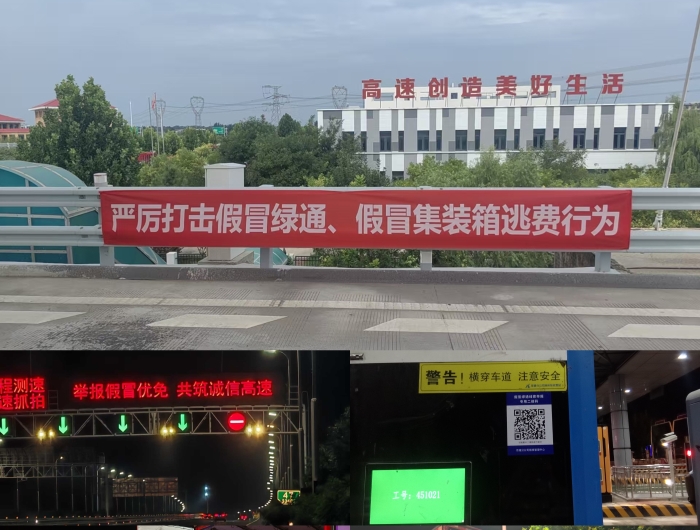 高速创造美好生活
严厉打击假冒绿通、假冒集装箱逃费行为
程测速
速抓拍
举报假冒优免 共筑诚信高速
警告！横穿车道 注意安全
工号：451021